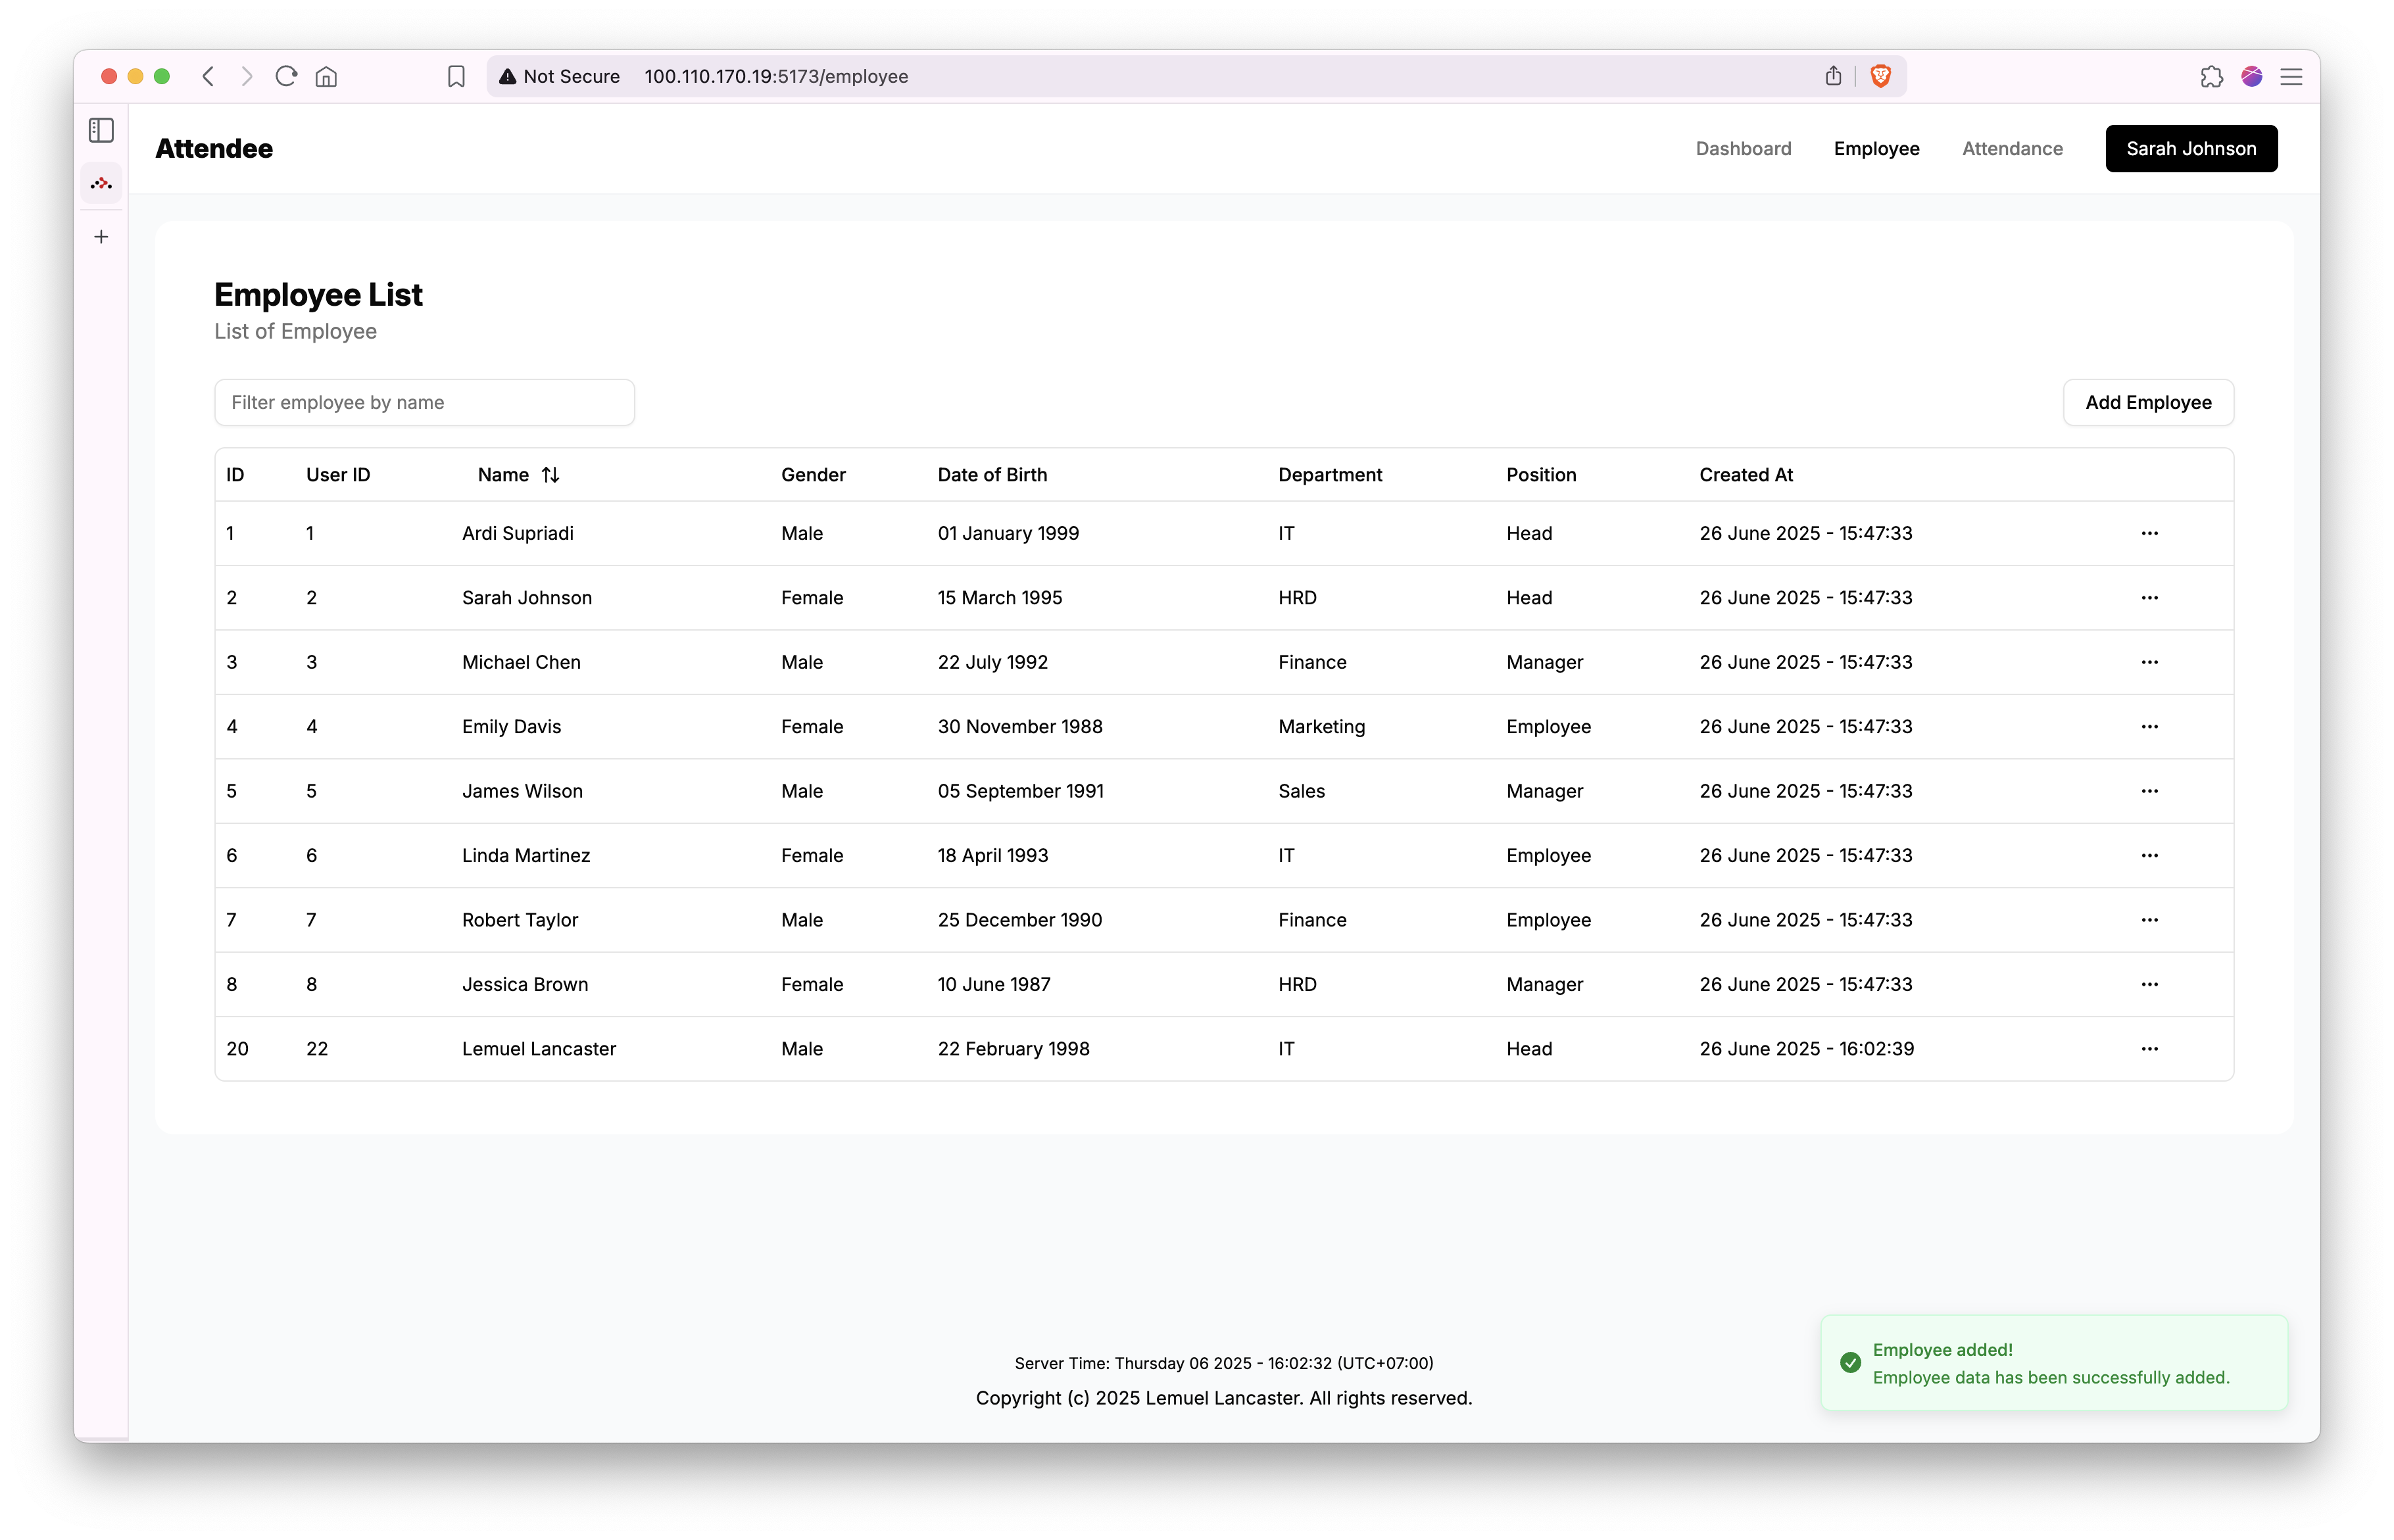 Not Secure 100.110.170.19:5173/employee
Attendee Dashboard Employee Attendance Sarah Johnson
Employee List
List of Employee
Filter employee by name Add Employee
ID User ID Name Gender Date of Birth Department Position Created At
1 1 Ardi Supriadi Male 01 January 1999 IT Head 26 June 2025 - 15:47:33
2 2 Sarah Johnson Female 15 March 1995 HRD Head 26 June 2025 - 15:47:33
3 3 Michael Chen Male 22 July 1992 Finance Manager 26 June 2025 - 15:47:33
4 4 Emily Davis Female 30 November 1988 Marketing Employee 26 June 2025 - 15:47:33
5 5 James Wilson Male 05 September 1991 Sales Manager 26 June 2025 - 15:47:33
6 6 Linda Martinez Female 18 April 1993 IT Employee 26 June 2025 - 15:47:33
7 7 Robert Taylor Male 25 December 1990 Finance Employee 26 June 2025 - 15:47:33
8 8 Jessica Brown Female 10 June 1987 HRD Manager 26 June 2025 - 15:47:33
20 22 Lemuel Lancaster Male 22 February 1998 IT Head 26 June 2025 - 16:02:39
Server Time: Thursday 06 2025 - 16:02:32 (UTC+07:00)
Copyright (c) 2025 Lemuel Lancaster. All rights reserved.
Employee added!
Employee data has been successfully added.